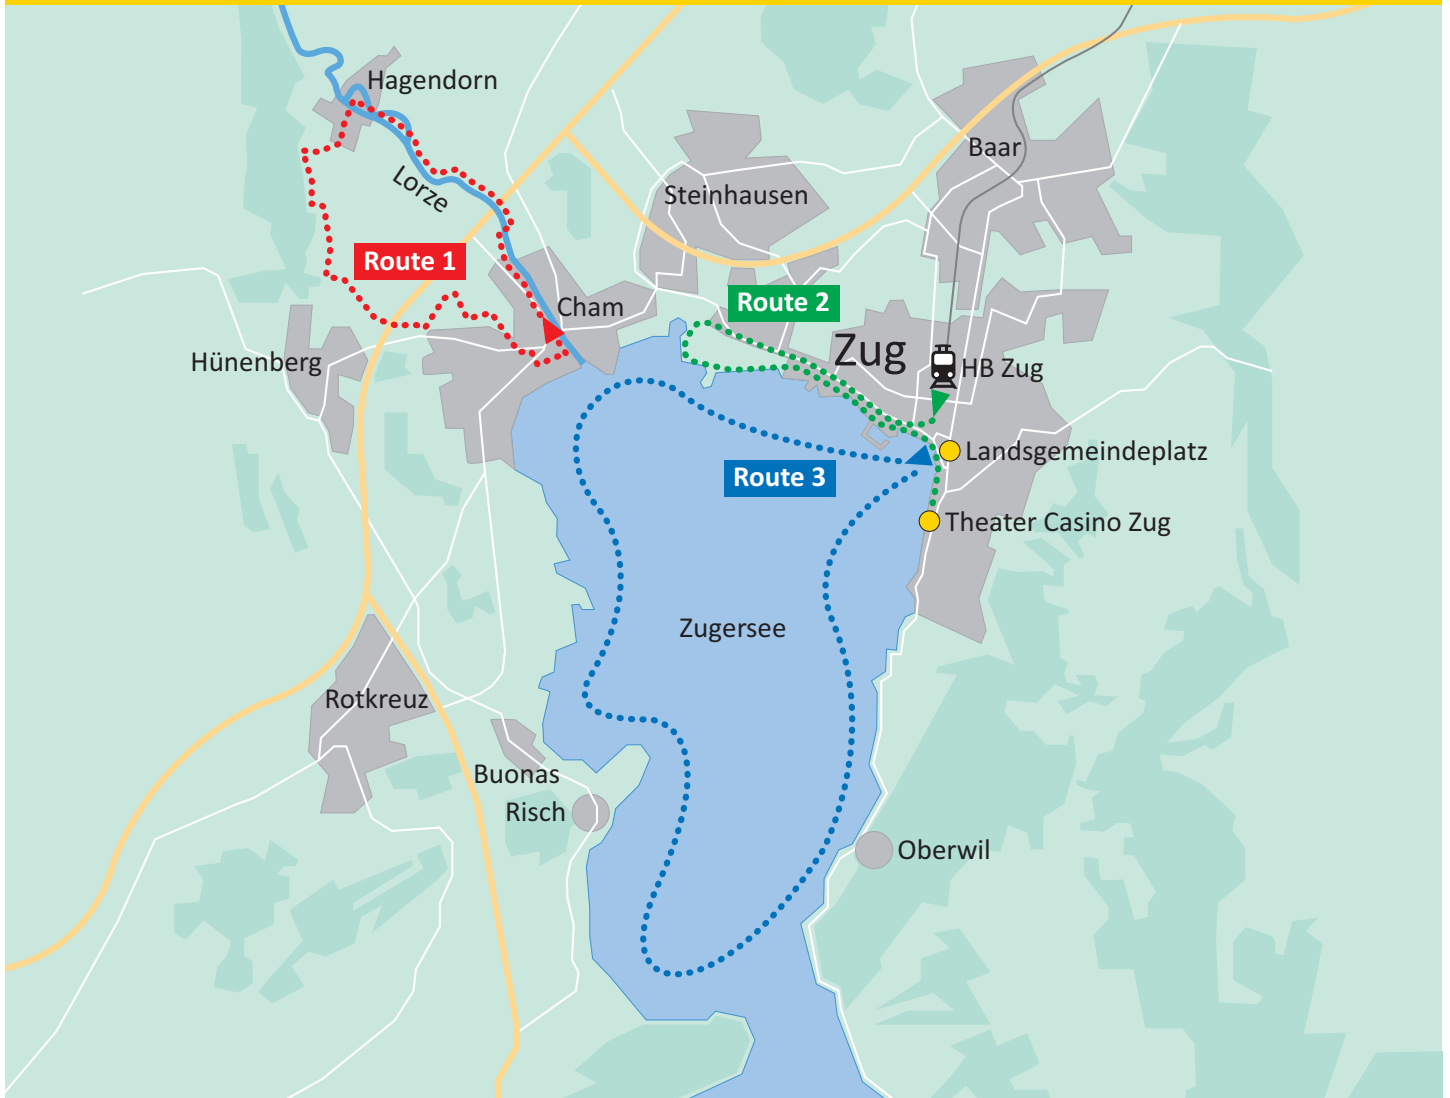 Hagendorn
Baar
Lorze
Steinhausen
Route 1
Route 2
Cham
Zug
Hünenberg
HB Zug
Landsgemeindeplatz
Route 3
Theater Casino Zug
Zugersee
Rotkreuz
Buonas
Risch
Oberwil